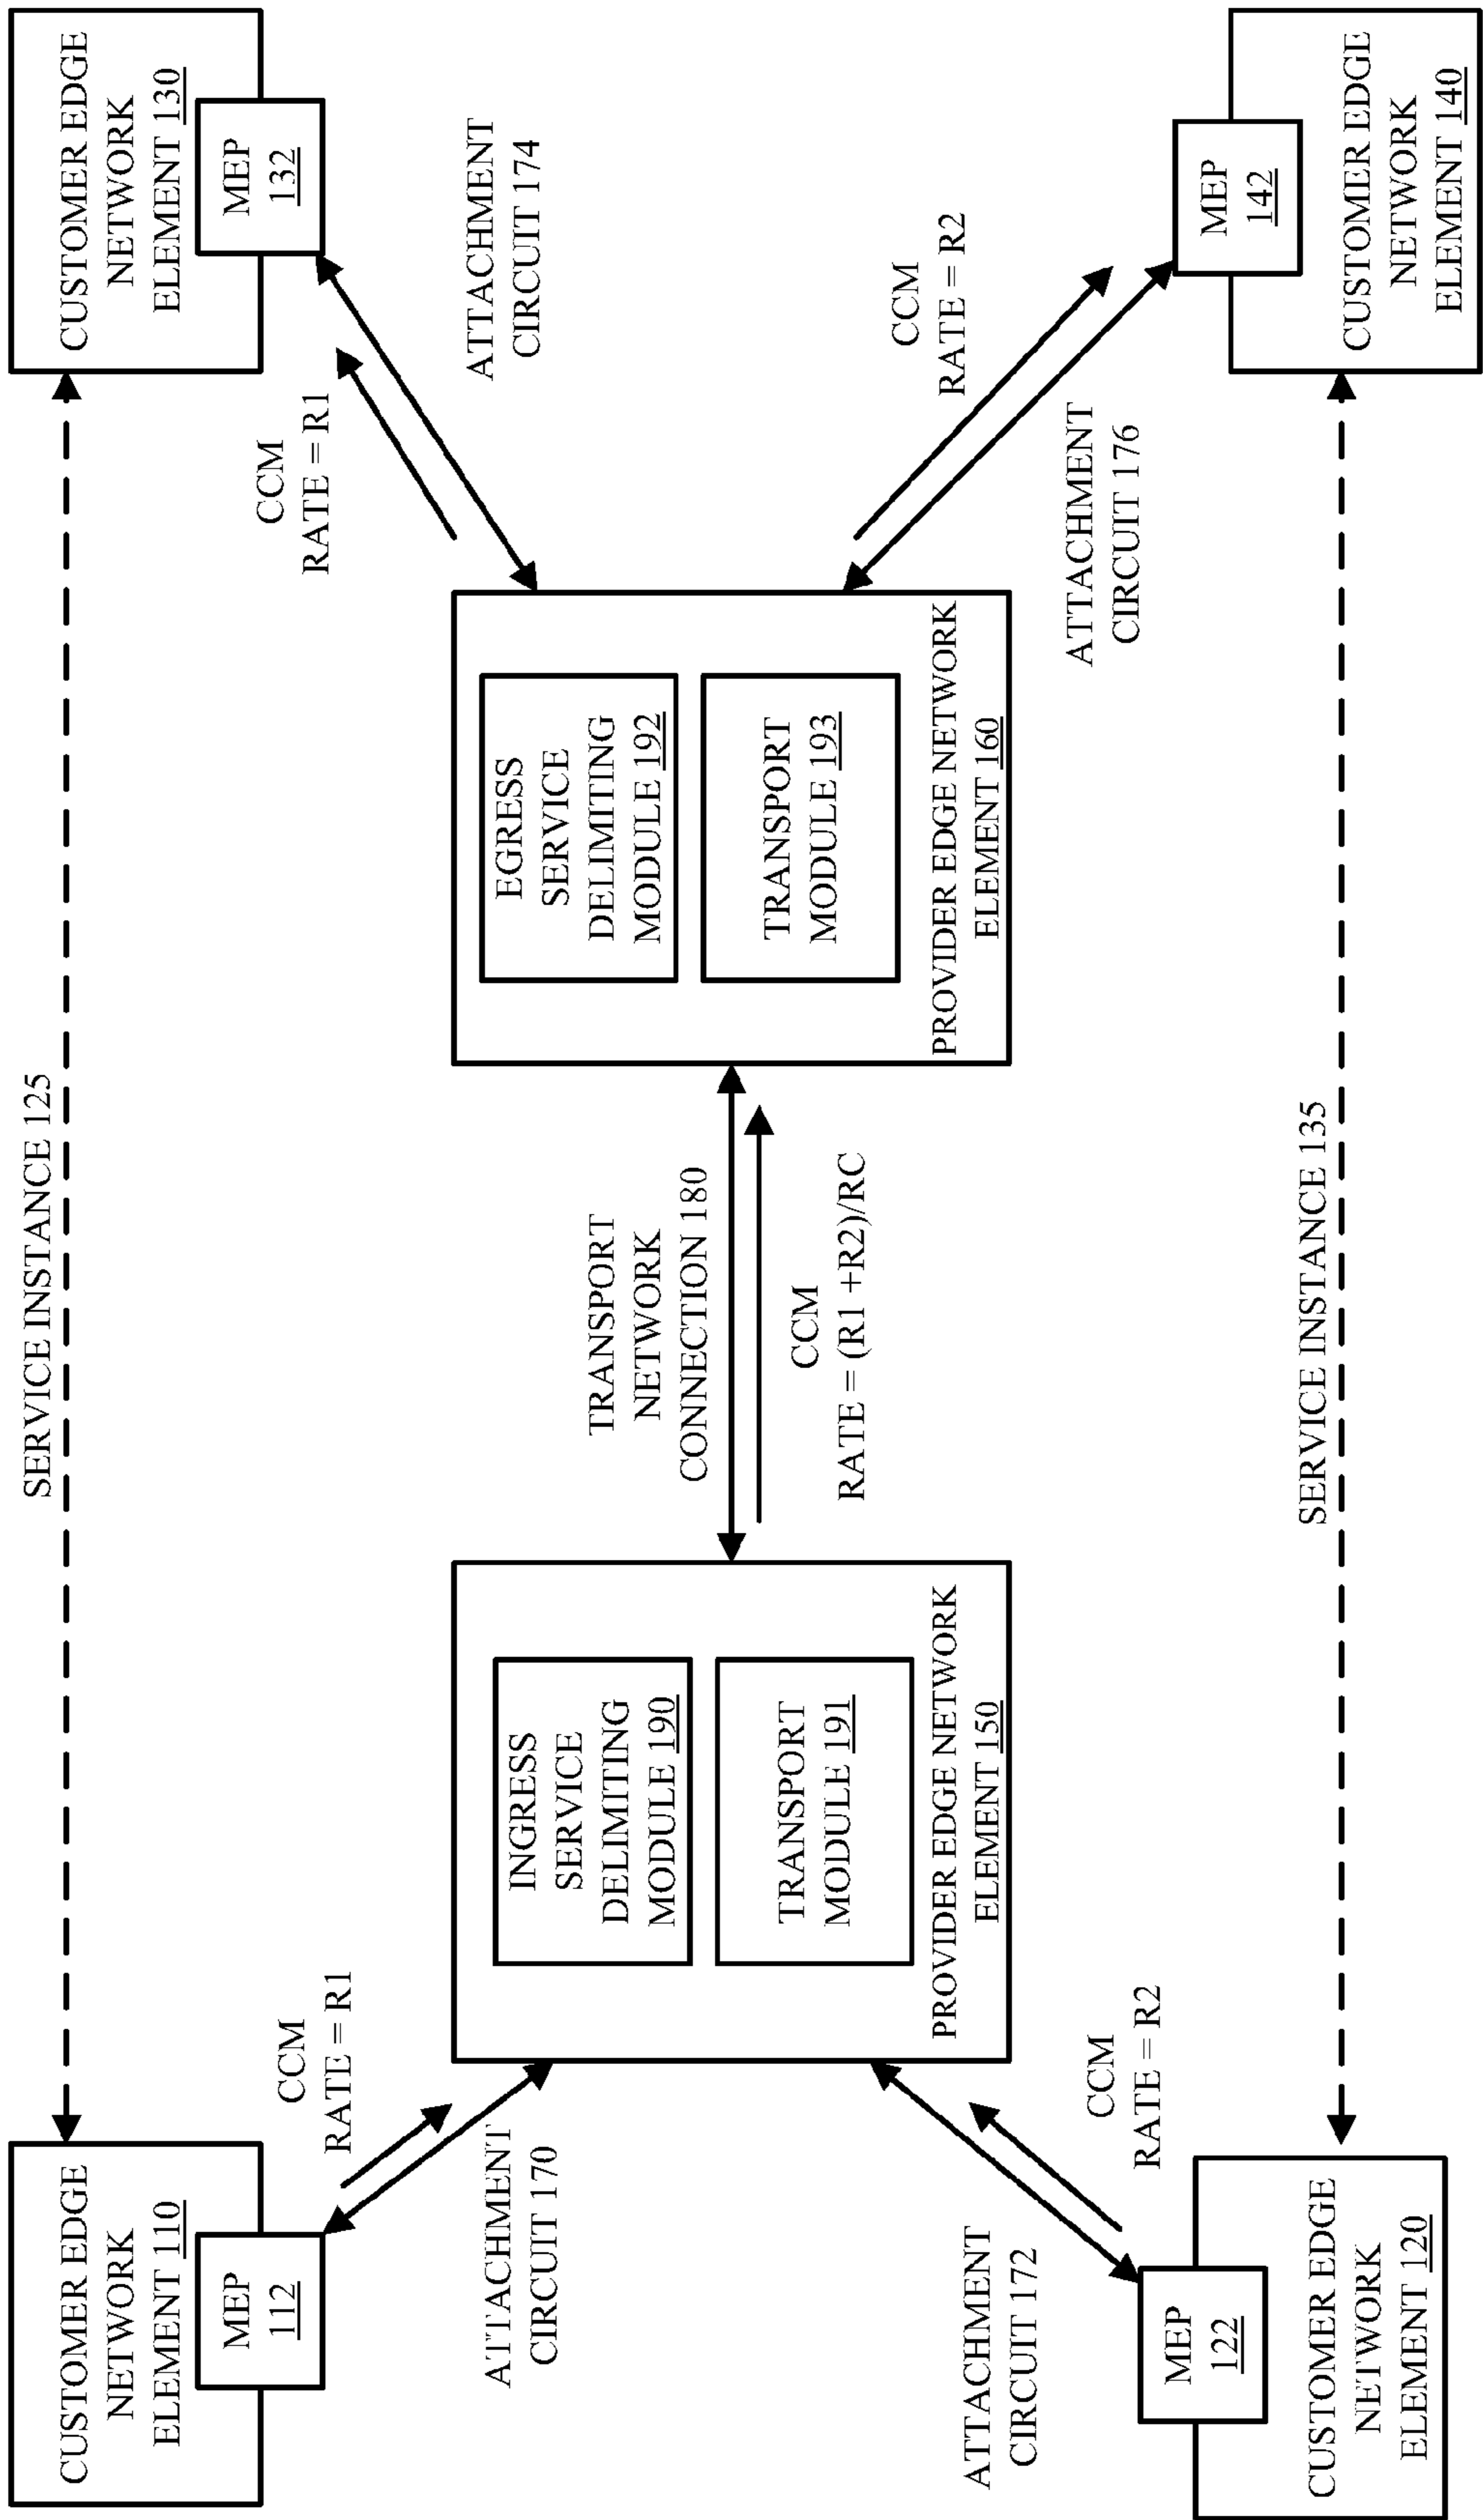 SERVICE INSTANCE 125
CUSTOMER EDGE
NETWORK
ELEMENT 110
MEP
112
CCM
RATE = R1
ATTACHMENT
CIRCUIT 170
CUSTOMER EDGE
NETWORK
ELEMENT 130
MEP
132
CCM
RATE = R1
ATTACHMENT
CIRCUIT 174
INGRESS
SERVICE
DELIMITING
MODULE 190
TRANSPORT
MODULE 191
PROVIDER EDGE NETWORK
ELEMENT 150
TRANSPORT
NETWORK
CONNECTION 180
CCM
RATE = (R1 +R2)/RC
EGRESS
SERVICE
DELIMITING
MODULE 192
TRANSPORT
MODULE 193
PROVIDER EDGE NETWORK
ELEMENT 160
ATTACHMENT
CIRCUIT 172
CCM
RATE = R2
MEP
122
CUSTOMER EDGE
NETWORK
ELEMENT 120
CCM
RATE = R2
ATTACHMENT
CIRCUIT 176
MEP
142
CUSTOMER EDGE
NETWORK
ELEMENT 140
SERVICE INSTANCE 135